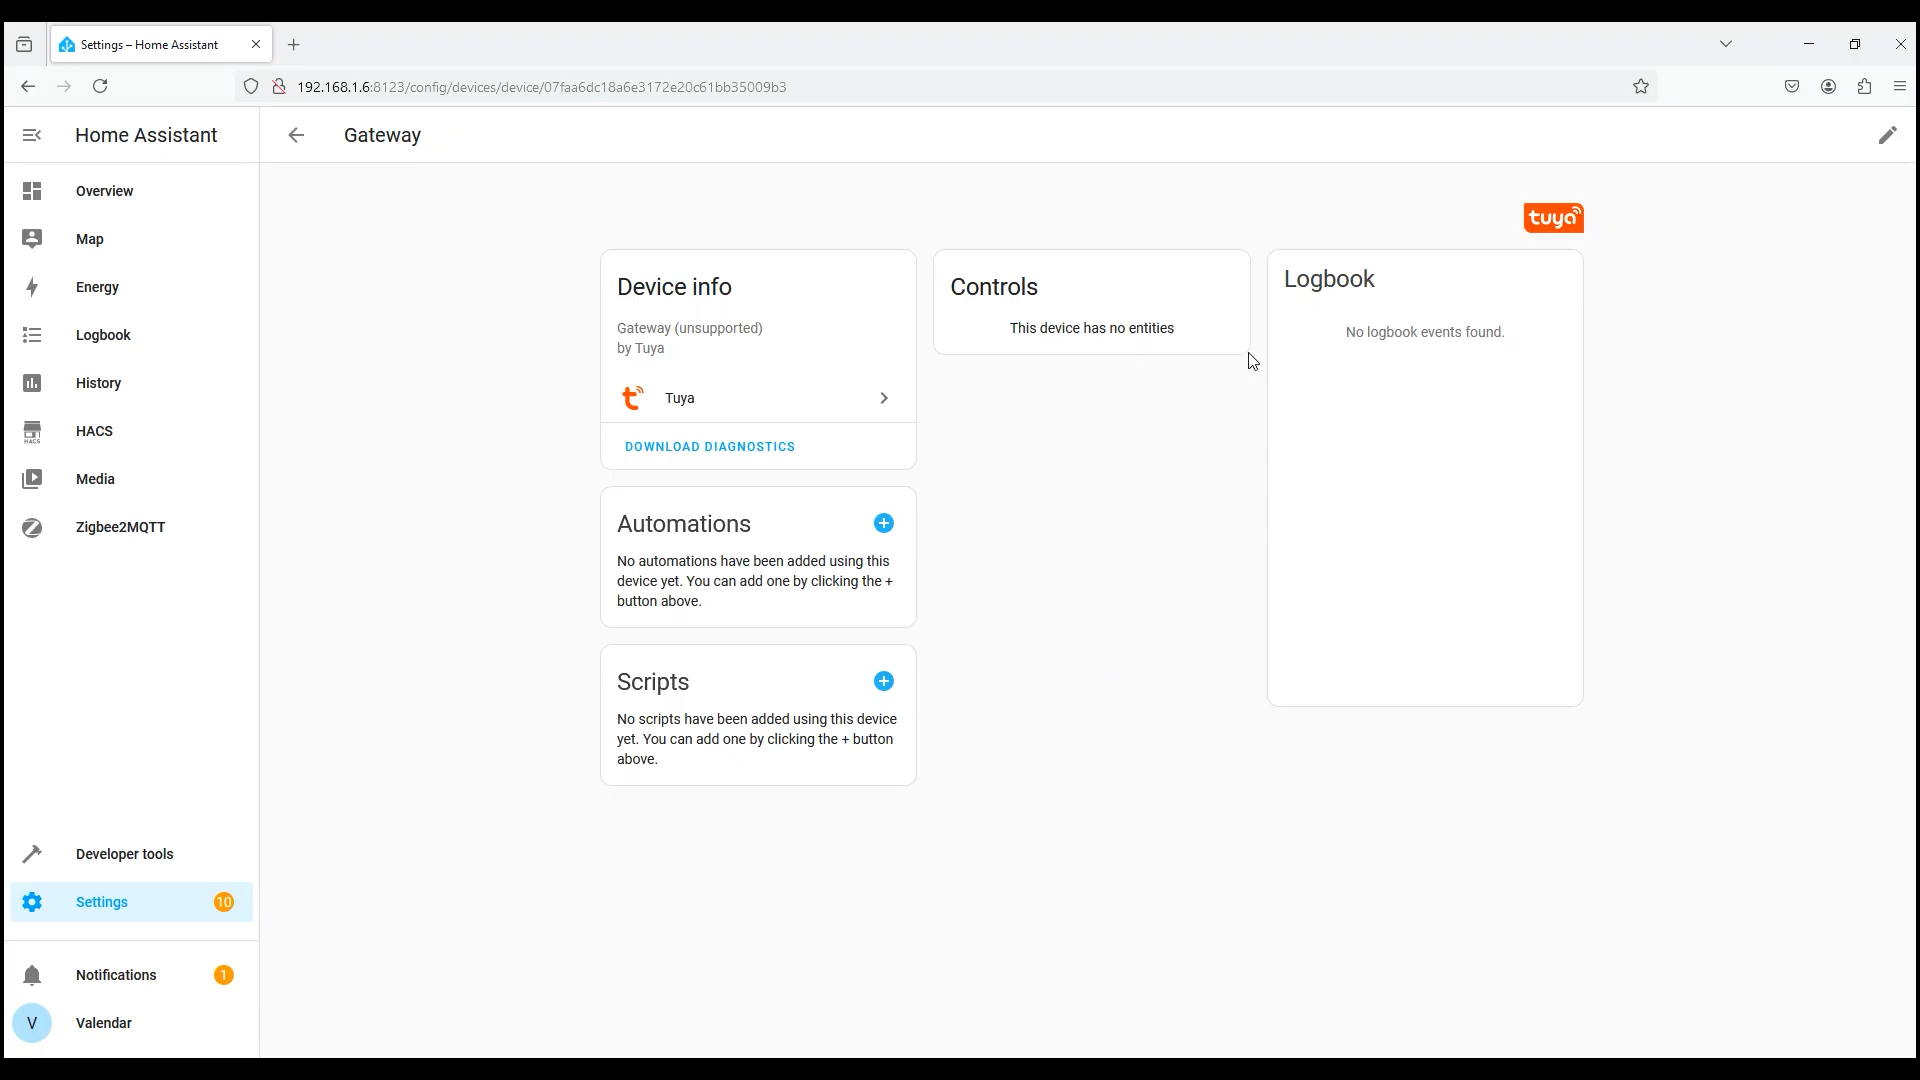 Settings – Home Assistant
192.168.1.6:8123/config/devices/device/07faa6dc18a6e3172e20c61bb35009b3
Home Assistant
Gateway
Overview
Map
Energy
Logbook
History
HACS
HACS
Media
Zigbee2MQTT
Developer tools
Settings
10
Notifications
1
V
Valendar
tuya
Device info
Gateway (unsupported)
by Tuya
t
Tuya
DOWNLOAD DIAGNOSTICS
Automations
No automations have been added using this
device yet. You can add one by clicking the +
button above.
Scripts
No scripts have been added using this device
yet. You can add one by clicking the + button
above.
Controls
This device has no entities
Logbook
No logbook events found.